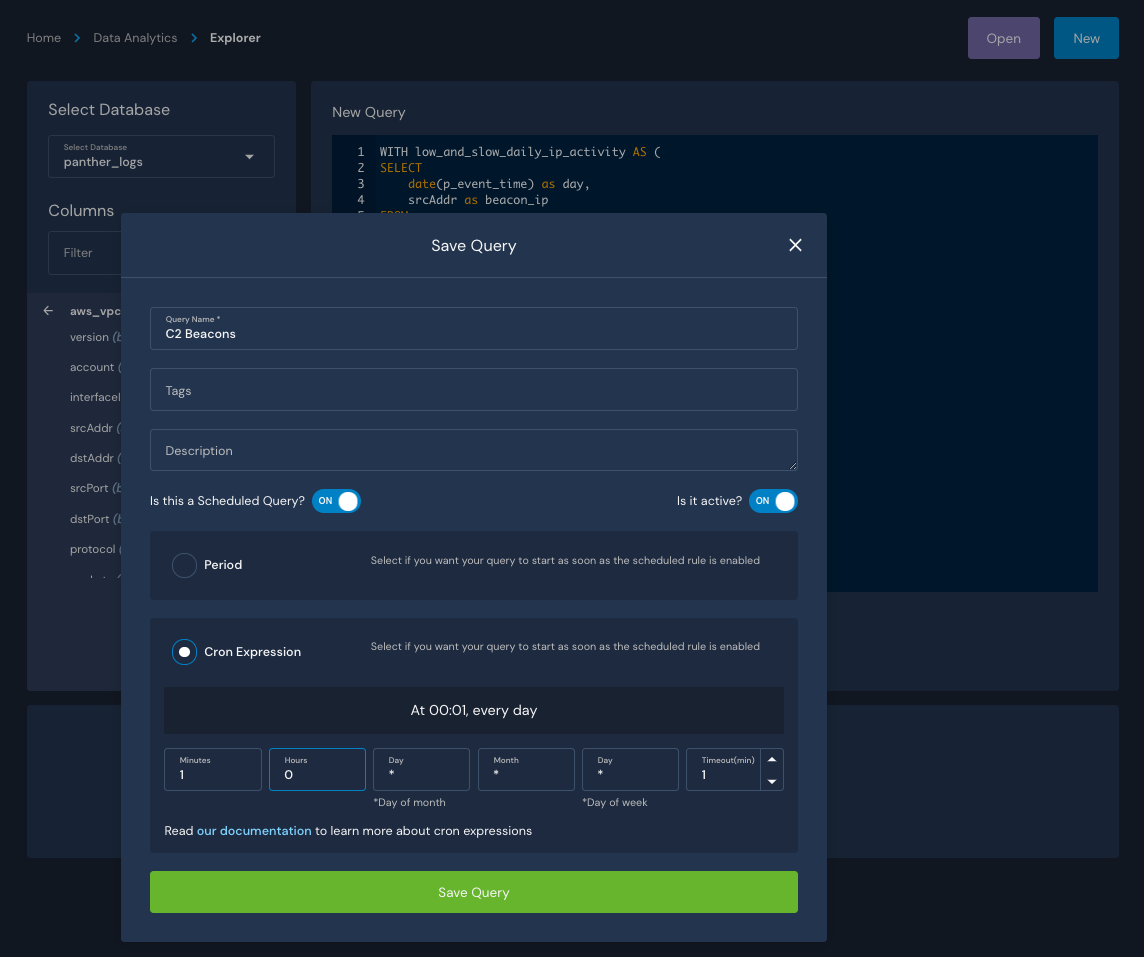 Home > Data Analytics > Explorer
Open
New
Select Database
Select Database
panther_logs
Columns
Filter
aws_vpc
version
account
interfaceI
srcAddr
dstAddr
srcPort
dstPort
protocol
New Query
1 WITH low_and_slow_daily_ip_activity AS (
2 SELECT
3 date(p_event_time) as day,
4 srcAddr as beacon_ip
5 FROM
Save Query
Query Name *
C2 Beacons
Tags
Description
Is this a Scheduled Query? ON
Is it active? ON
Period
Select if you want your query to start as soon as the scheduled rule is enabled
Cron Expression
Select if you want your query to start as soon as the scheduled rule is enabled
At 00:01, every day
Minutes
1
Hours
0
Day
*
*Day of month
Month
*
Day
*
*Day of week
Timeout(min)
1
Read our documentation to learn more about cron expressions
Save Query